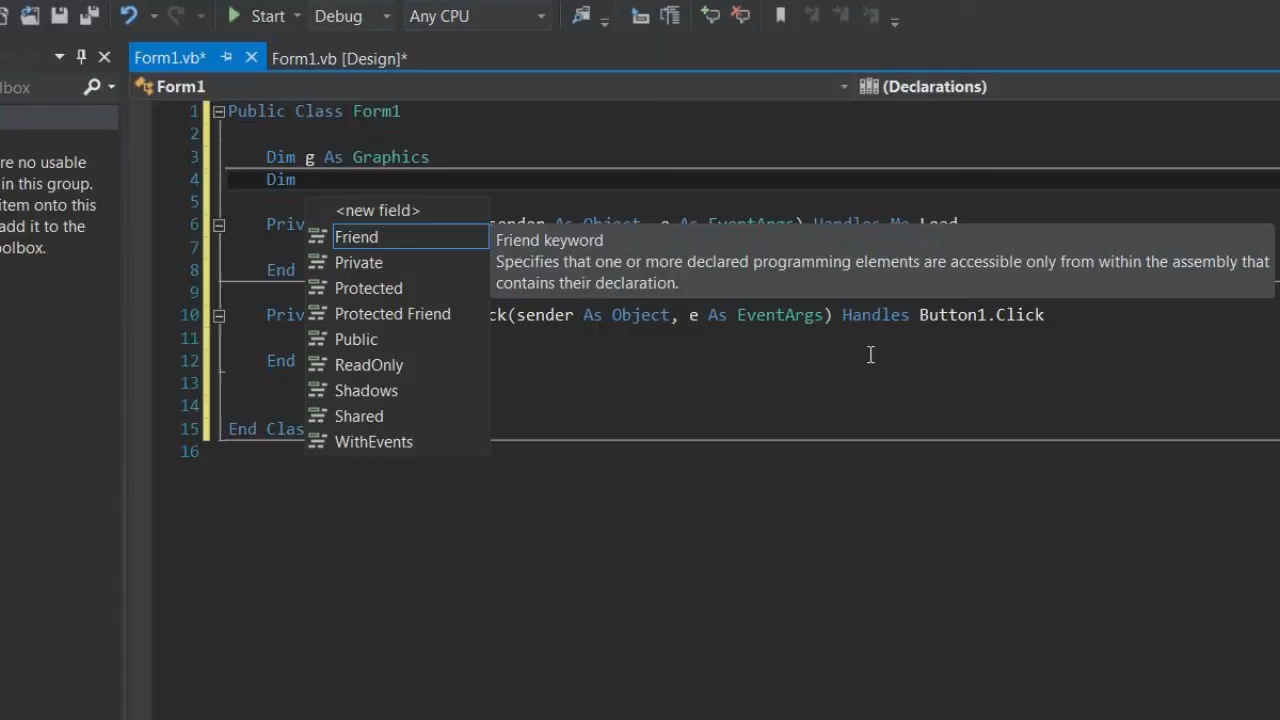 Start Debug Any CPU
Form1.vb* Form1.vb [Design]*
lbox
Form1 (Declarations)
1 Public Class Form1
2
3 Dim g As Graphics
4 Dim
5
6 Priv ender As Object, e As EventArgs) Handles Me.Load
7
8 End
9
10 Priv ck(sender As Object, e As EventArgs) Handles Button1.Click
11
12 End
13
14
15 End Clas
16
re no usable
in this group.
item onto this
add it to the
oolbox.
<new field>
Friend
Private
Protected
Protected Friend
Public
ReadOnly
Shadows
Shared
WithEvents
Friend keyword
Specifies that one or more declared programming elements are accessible only from within the assembly that
contains their declaration.